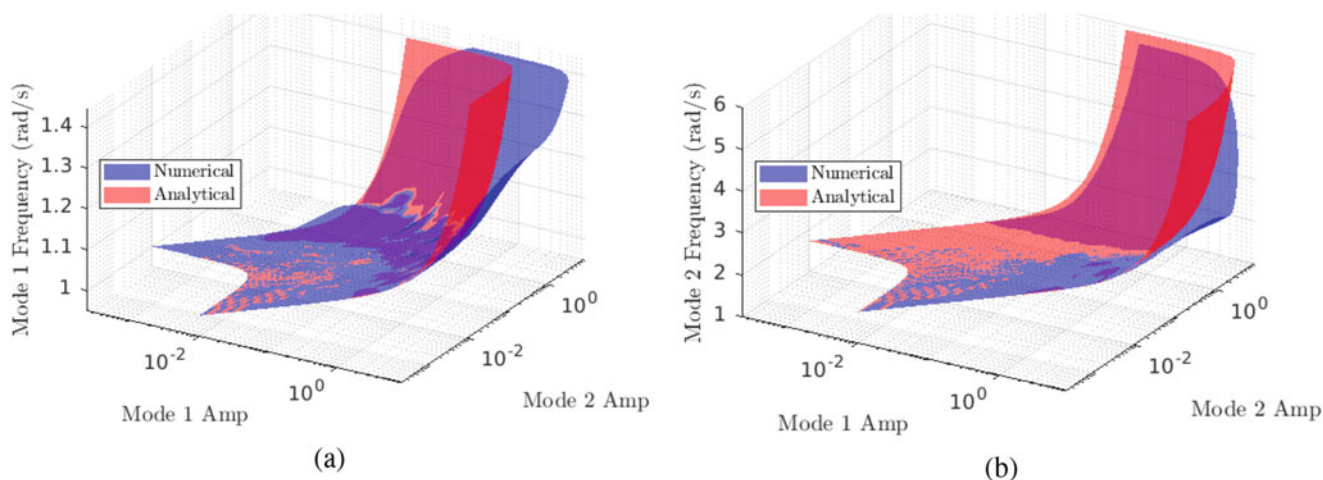 Mode 1 Frequency (rad/s)
1.4
1.3
1.2
1.1
1
Numerical
Analytical
10^-2
10^0
Mode 1 Amp
10^-2
10^0
Mode 2 Amp
(a)
Mode 2 Frequency (rad/s)
6
5
4
3
2
1
Numerical
Analytical
10^-2
10^0
Mode 1 Amp
10^-2
10^0
Mode 2 Amp
(b)